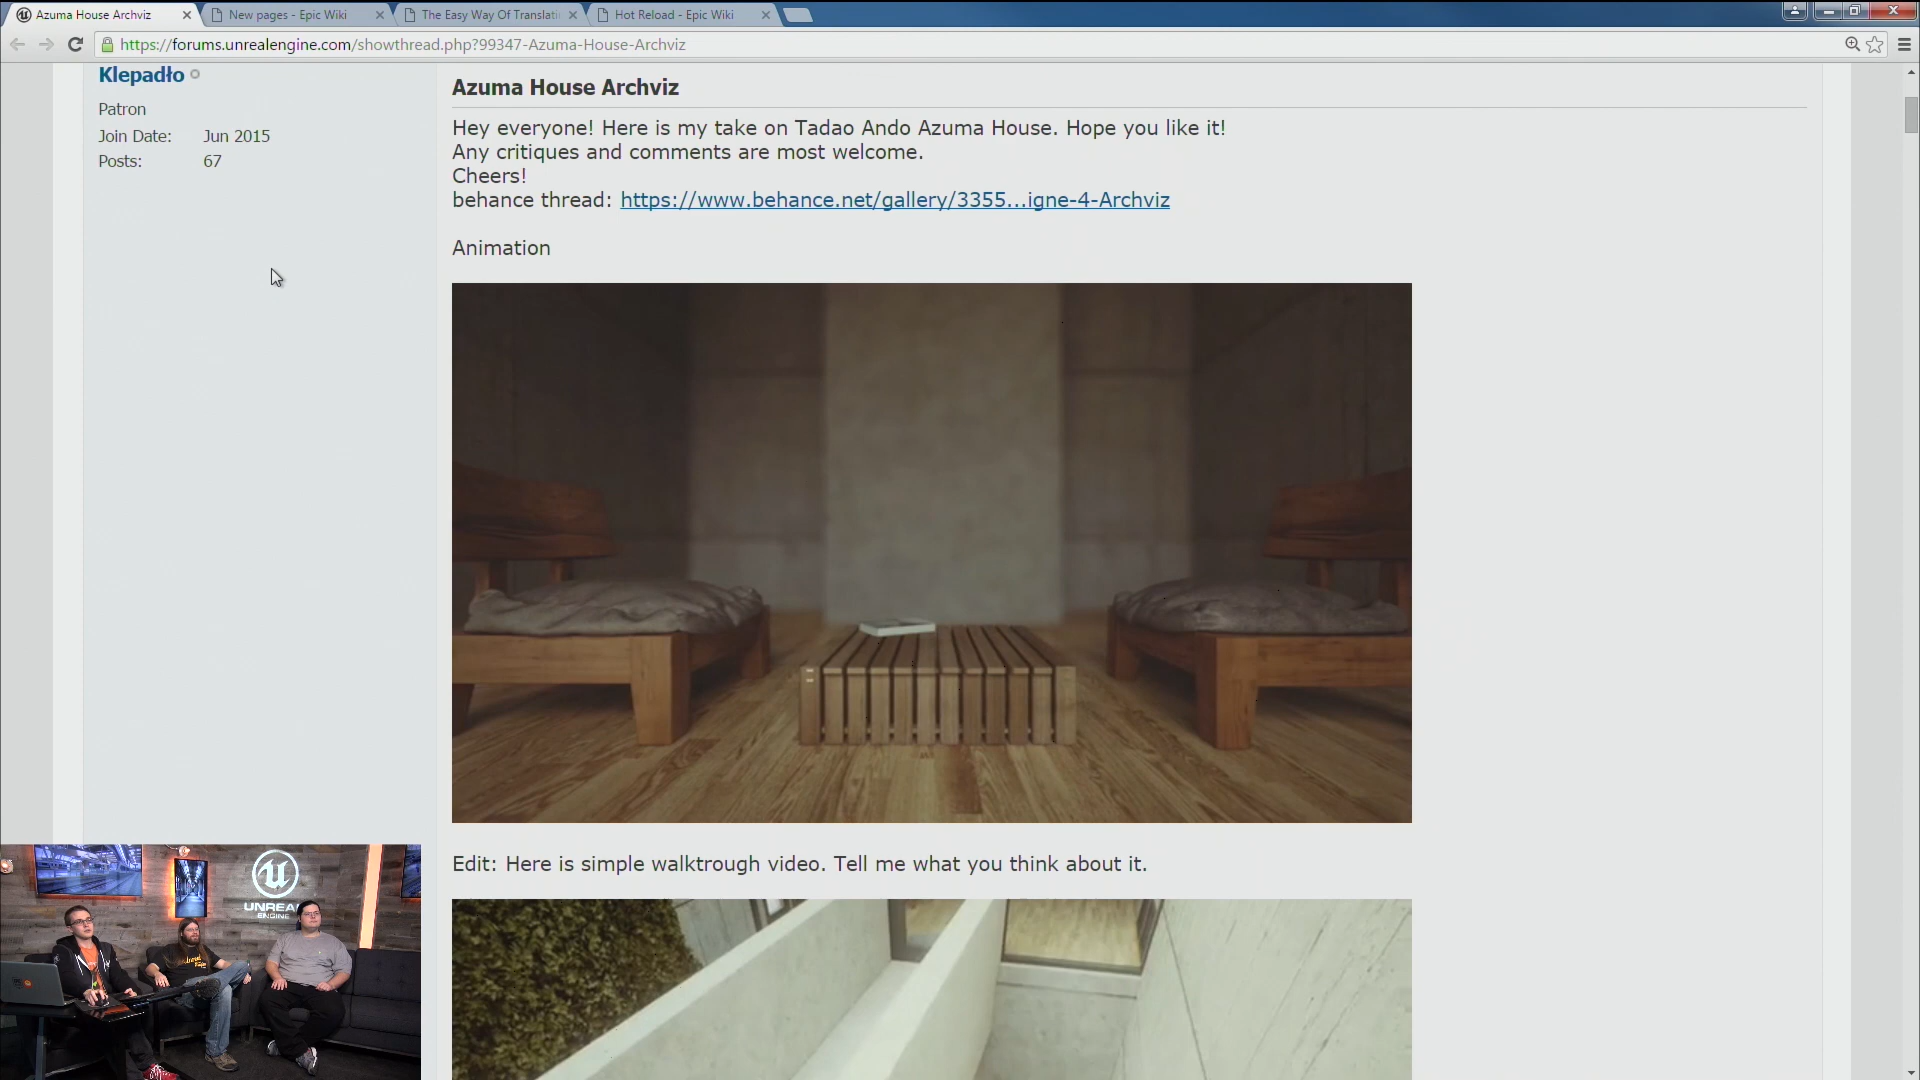 Azuma House Archviz
New pages - Epic Wiki
The Easy Way Of Translati
Hot Reload - Epic Wiki
https://forums.unrealengine.com/showthread.php?99347-Azuma-House-Archviz
Klepadło
Patron
Join Date: Jun 2015
Posts: 67
Azuma House Archviz
Hey everyone! Here is my take on Tadao Ando Azuma House. Hope you like it!
Any critiques and comments are most welcome.
Cheers!
behance thread: https://www.behance.net/gallery/3355...igne-4-Archviz
Animation
Edit: Here is simple walktrough video. Tell me what you think about it.
UNREAL
ENGINE